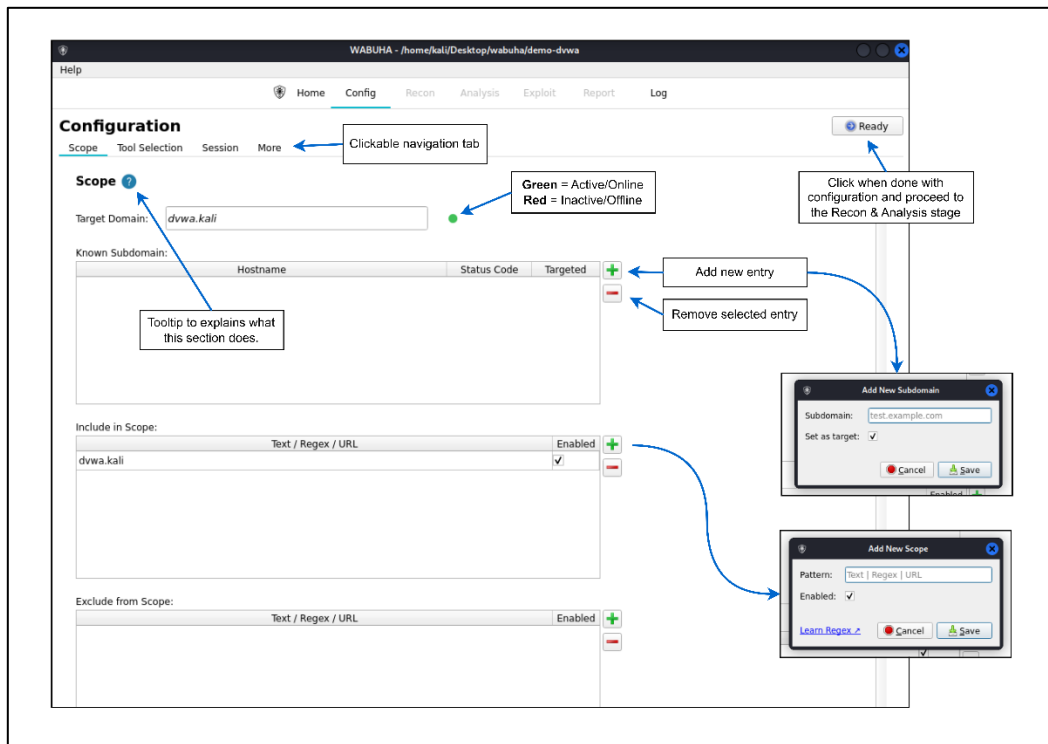 WABUHA - /home/kali/Desktop/wabuha/demo-dvwa
Help
Home Config Recon Analysis Exploit Report Log
Configuration
Ready
Scope Tool Selection Session More
Clickable navigation tab
Scope ?
Green = Active/Online
Red = Inactive/Offline
Click when done with
configuration and proceed to
the Recon & Analysis stage
Target Domain: dvwa.kali
Known Subdomain:
Hostname Status Code Targeted
Add new entry
Remove selected entry
Tooltip to explains what
this section does.
Add New Subdomain
Subdomain: test.example.com
Set as target:
Cancel Save
Enabled
Include in Scope:
Text / Regex / URL Enabled
dvwa.kali
Add New Scope
Pattern: Text | Regex | URL
Enabled:
Learn Regex ↗ Cancel Save
Exclude from Scope:
Text / Regex / URL Enabled